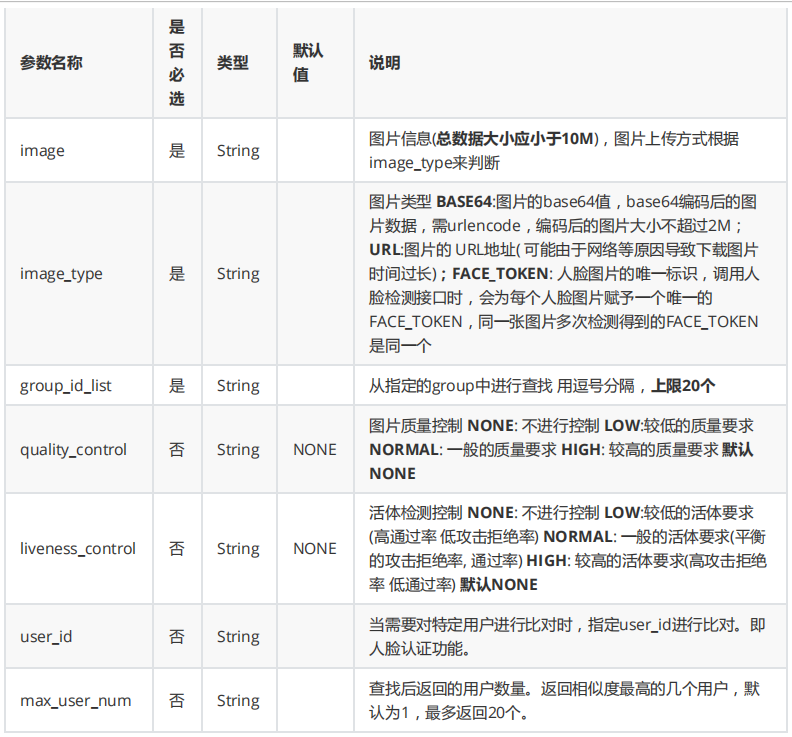 参数名称 是否必选 类型 默认值 说明
image 是 String 图片信息(总数据大小应小于10M)，图片上传方式根据
image_type来判断
image_type 是 String 图片类型 BASE64:图片的base64值，base64编码后的图
片数据，需urlencode，编码后的图片大小不超过2M；
URL:图片的 URL地址( 可能由于网络等原因导致下载图片
时间过长)；FACE_TOKEN: 人脸图片的唯一标识，调用人
脸检测接口时，会为每个人脸图片赋予一个唯一的
FACE_TOKEN，同一张图片多次检测得到的FACE_TOKEN
是同一个
group_id_list 是 String 从指定的group中进行查找 用逗号分隔，上限20个
quality_control 否 String NONE 图片质量控制 NONE: 不进行控制 LOW:较低的质量要求
NORMAL: 一般的质量要求 HIGH: 较高的质量要求 默认
NONE
liveness_control 否 String NONE 活体检测控制 NONE: 不进行控制 LOW:较低的活体要求
(高通过率 低攻击拒绝率) NORMAL: 一般的活体要求(平衡
的攻击拒绝率, 通过率) HIGH: 较高的活体要求(高攻击拒绝
率 低通过率) 默认NONE
user_id 否 String 当需要对特定用户进行比对时，指定user_id进行比对。即
人脸认证功能。
max_user_num 否 String 查找后返回的用户数量。返回相似度最高的几个用户，默
认为1，最多返回20个。